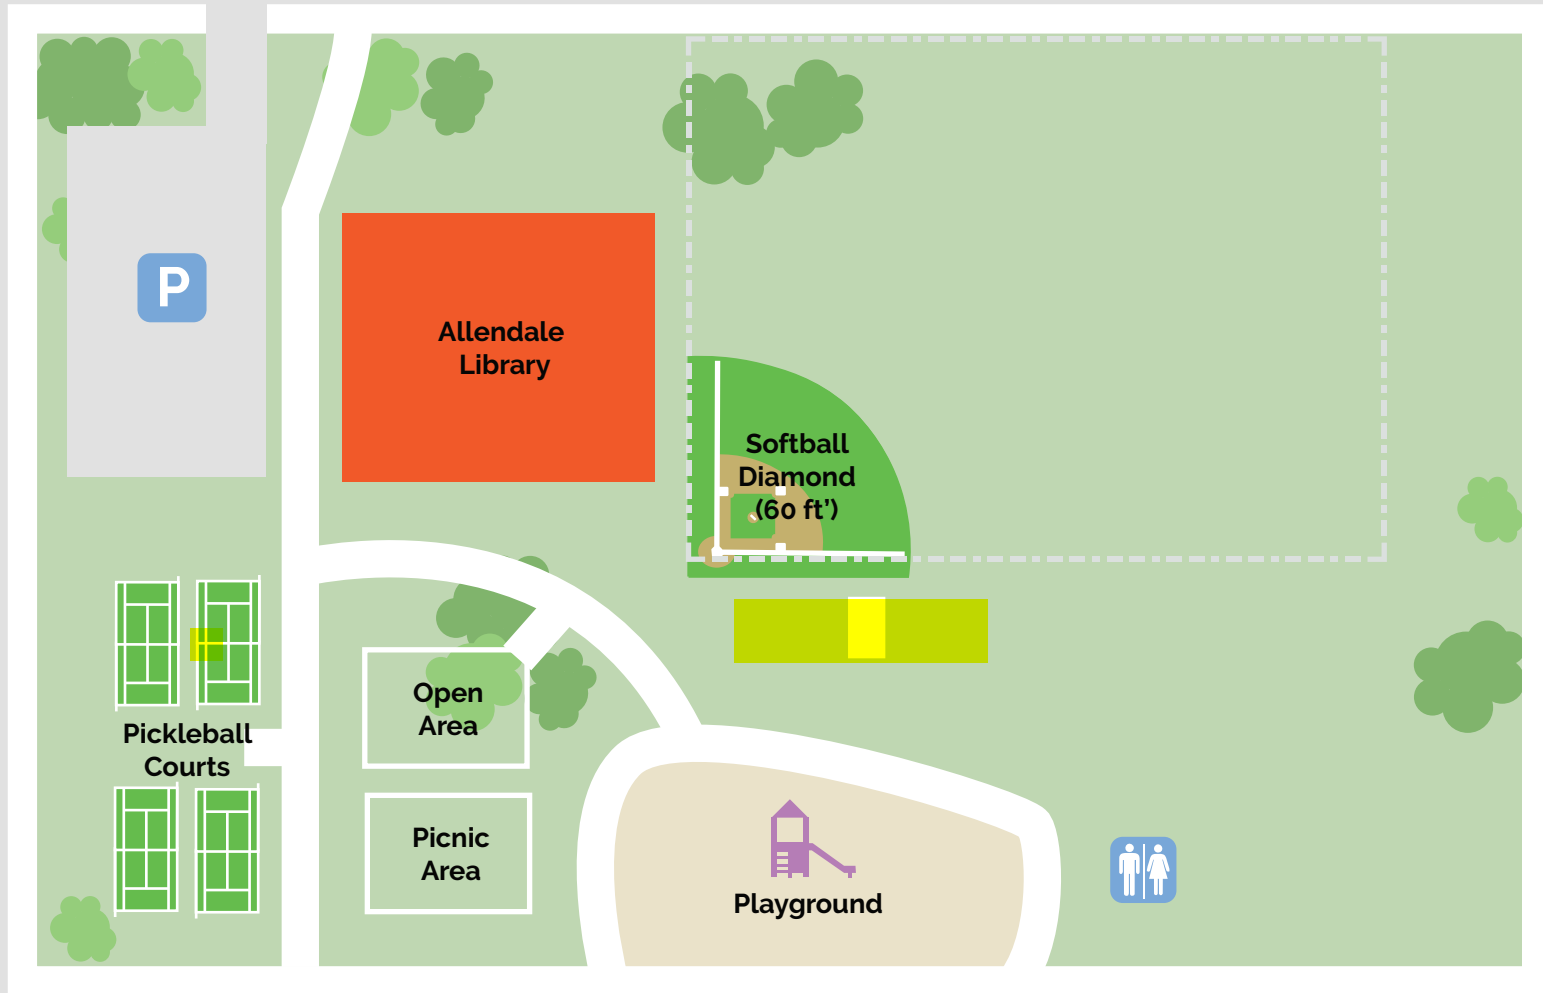 P
Allendale
Library
Softball
Diamond
(60 ft')
Open
Area
Pickleball
Courts
Picnic
Area
Playground